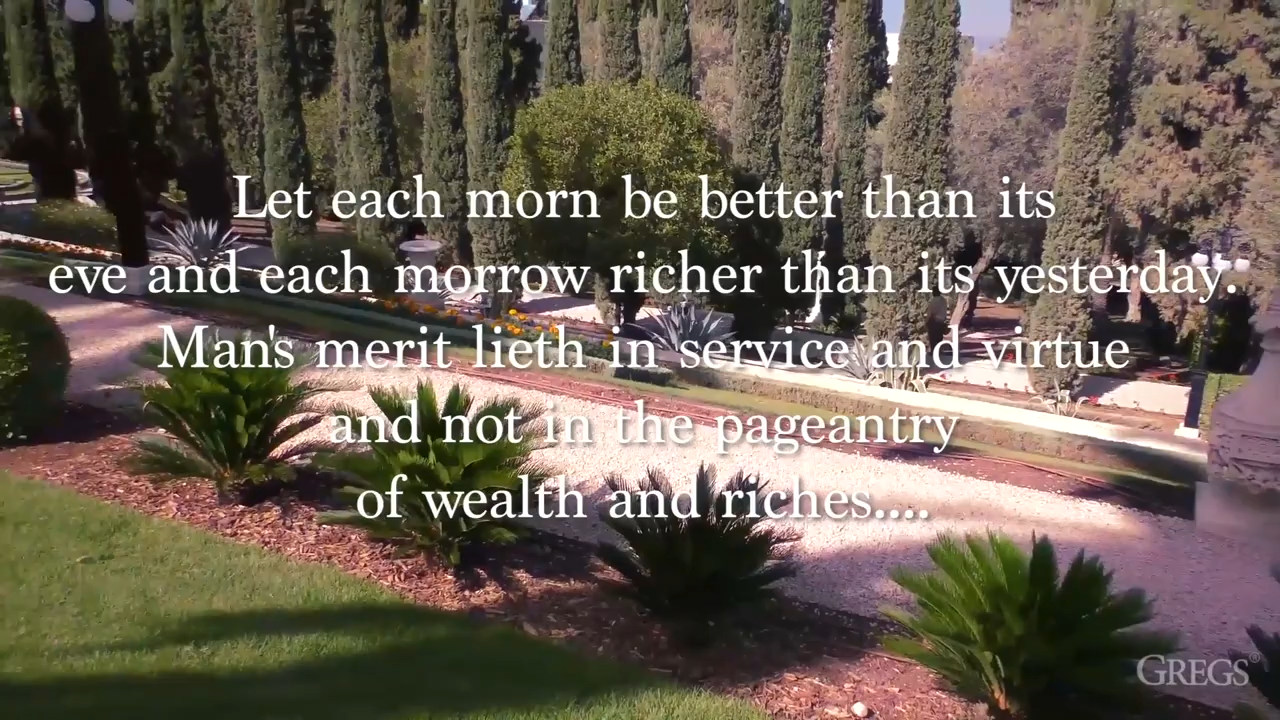 Let each morn be better than its
eve and each morrow richer than its yesterday.
Man's merit lieth in service and virtue
and not in the pageantry
of wealth and riches....
GREGS®